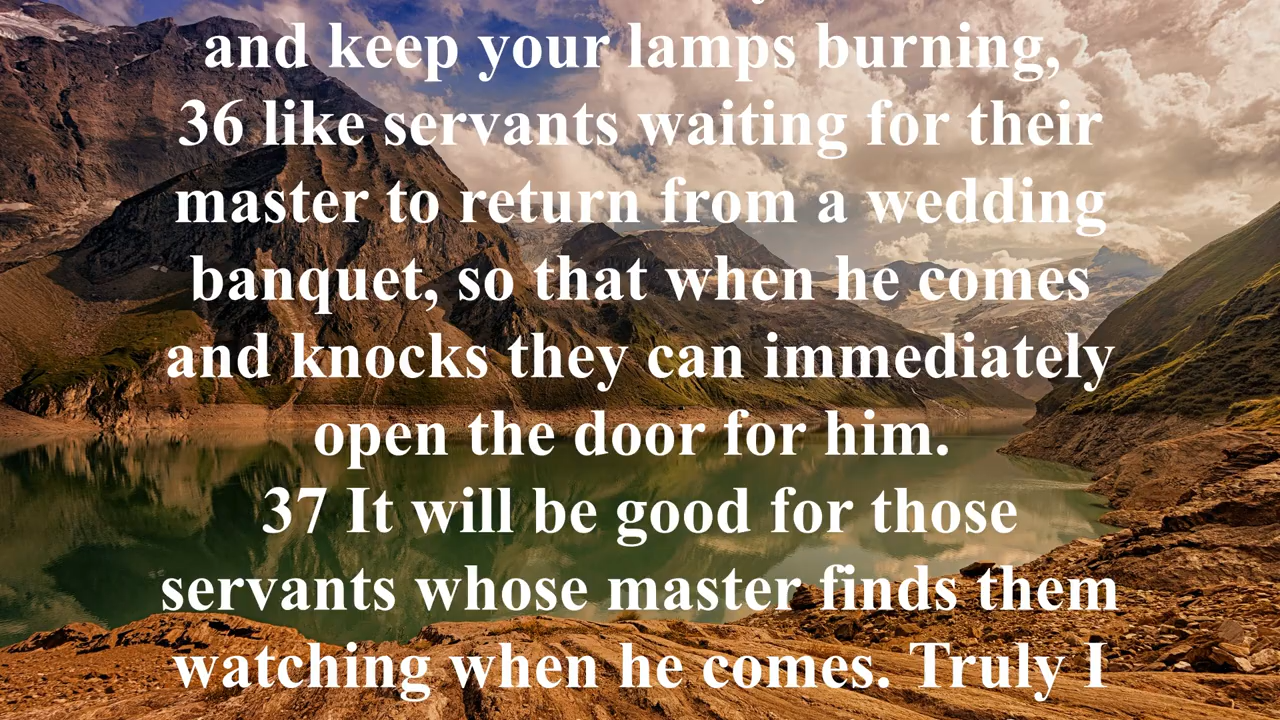 and keep your lamps burning,
36 like servants waiting for their
master to return from a wedding
banquet, so that when he comes
and knocks they can immediately
open the door for him.
37 It will be good for those
servants whose master finds them
watching when he comes. Truly I